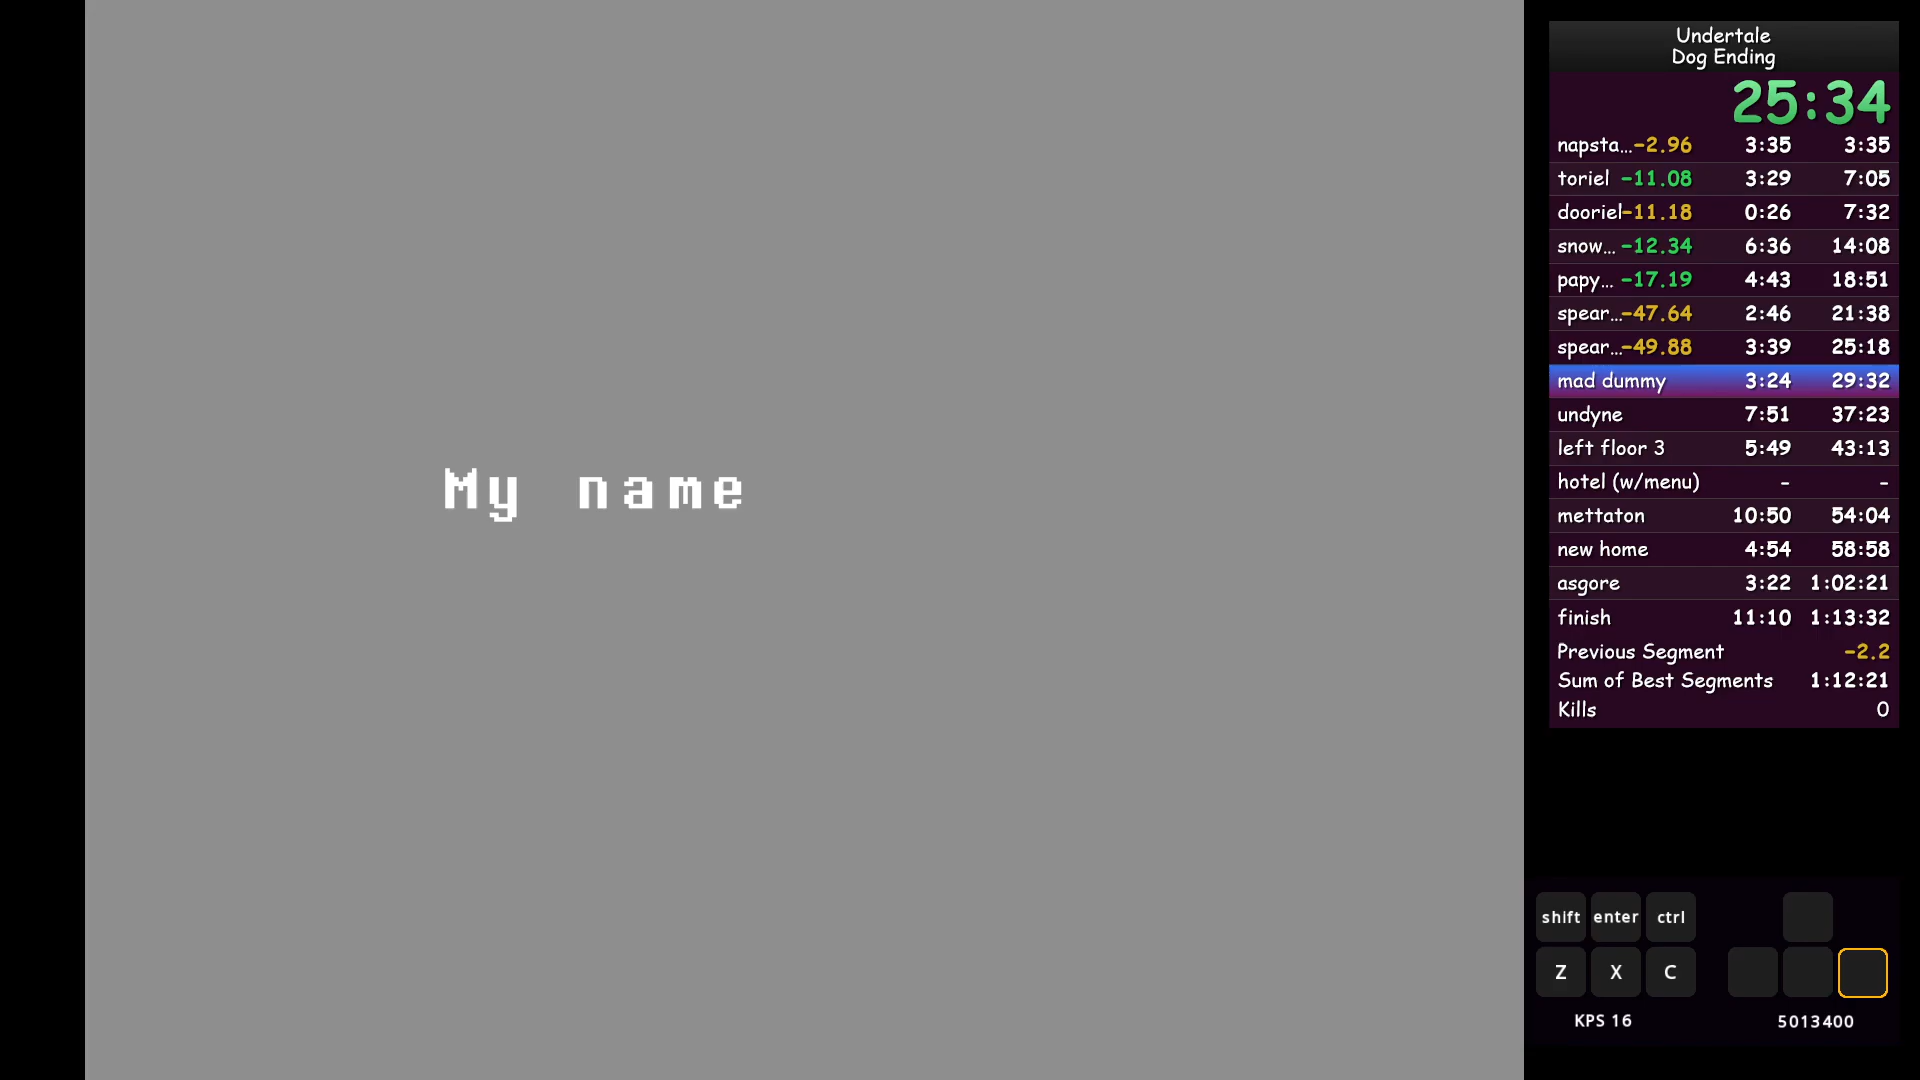 My name
Undertale
Dog Ending
25:34
napsta... -2.96 3:35 3:35
toriel -11.08 3:29 7:05
dooriel -11.18 0:26 7:32
snow... -12.34 6:36 14:08
papy... -17.19 4:43 18:51
spear... -47.64 2:46 21:38
spear... -49.88 3:39 25:18
mad dummy 3:24 29:32
undyne 7:51 37:23
left floor 3 5:49 43:13
hotel (w/menu) - -
mettaton 10:50 54:04
new home 4:54 58:58
asgore 3:22 1:02:21
finish 11:10 1:13:32
Previous Segment -2.2
Sum of Best Segments 1:12:21
Kills 0
shift enter ctrl
Z X C
KPS 16 5013400